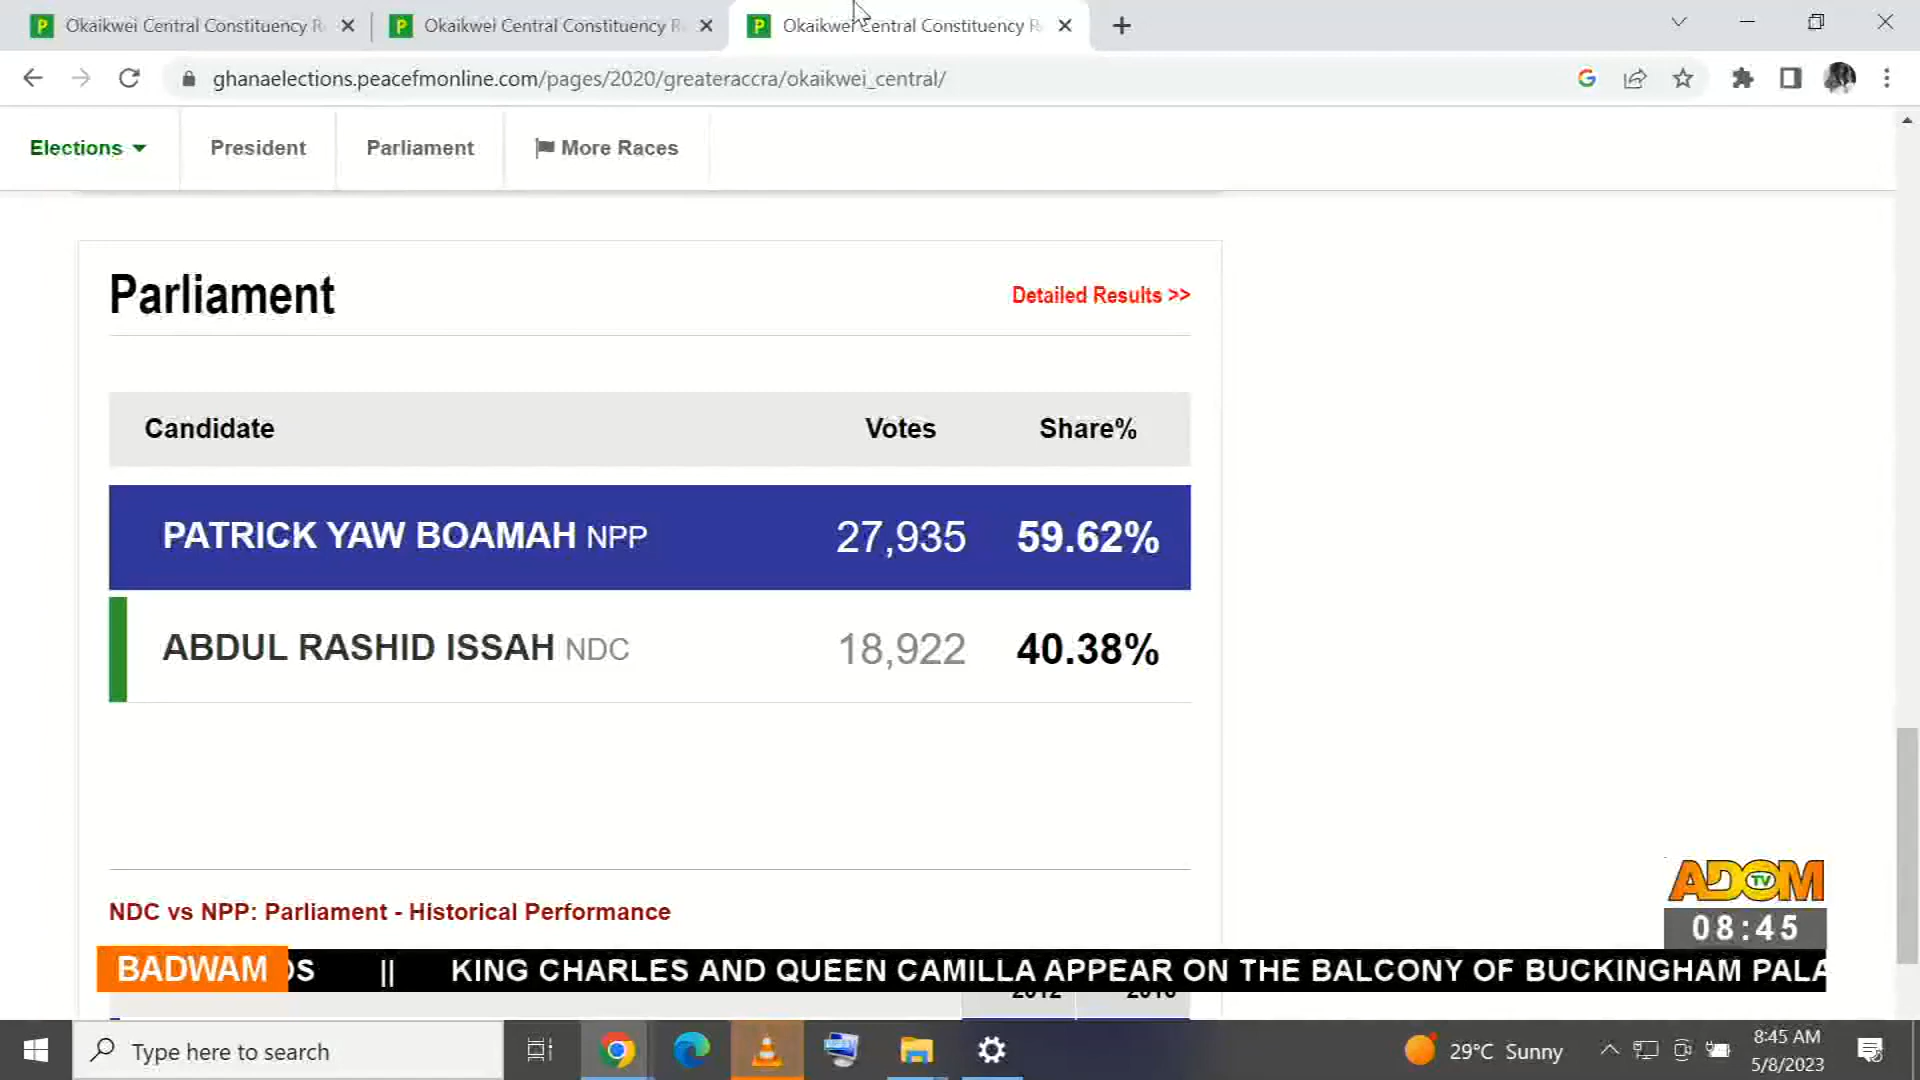 Okaikwei Central Constituency R
Okaikwei Central Constituency R
Okaikwei Central Constituency R
ghanaelections.peacefmonline.com/pages/2020/greateraccra/okaikwei_central/
Elections President Parliament More Races
Parliament Detailed Results >>
Candidate Votes Share%
PATRICK YAW BOAMAH NPP 27,935 59.62%
ABDUL RASHID ISSAH NDC 18,922 40.38%
NDC vs NPP: Parliament - Historical Performance
ADOM TV
08:45
BADWAM OS || KING CHARLES AND QUEEN CAMILLA APPEAR ON THE BALCONY OF BUCKINGHAM PALA
2012 2016
Type here to search
29°C Sunny
8:45 AM
5/8/2023